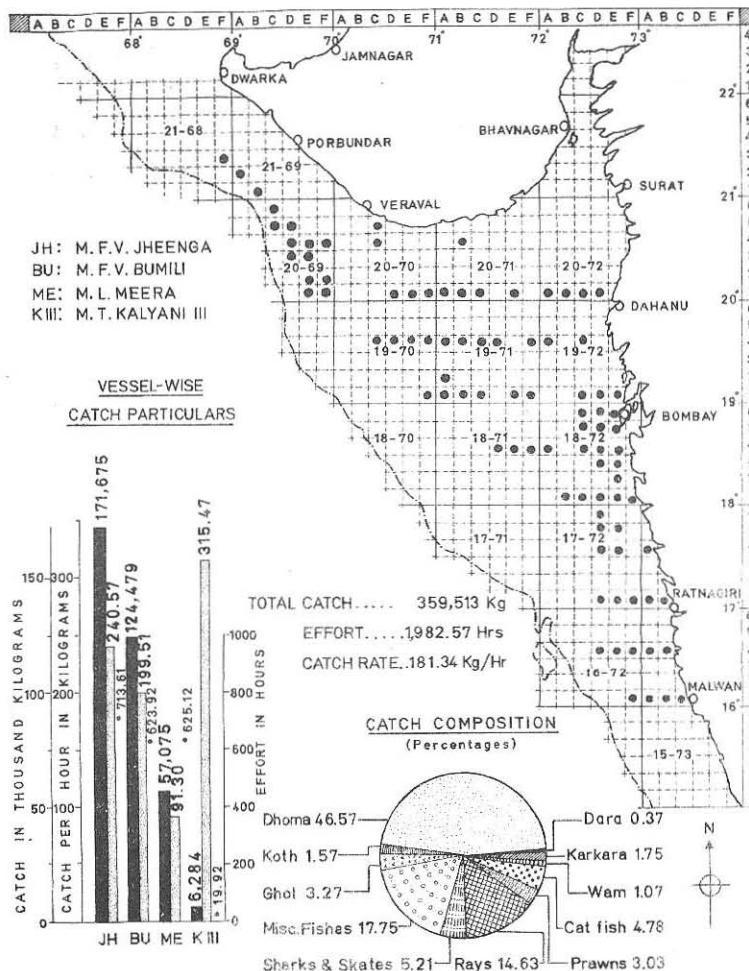 A B C D E F A B C D E F A B C D E F A B C D E F A B C D E F A B C D E F A B C D E F
68° 69° 70° 71° 72° 73°
JAMNAGAR
DWARKA
22°
21-68
PORBUNDAR
BHAVNAGAR
21-69
SURAT
21°
VERAVAL
JH: M.F.V. JHEENGA
BU: M.F.V. BUMILI
ME: M.L. MEERA
KIII: M.T. KALYANI III
20-69 20-70 20-71 20-72
20°
DAHANU
19-70 19-71 19-72
VESSEL-WISE
CATCH PARTICULARS
19°
BOMBAY
18-70 18-71 18-72
18°
17-71 17-72
RATNAGIRI
17°
16-72
MALWAN
16°
15-73
171,675
240.57
713.61
124,479
199.51
623.92
57,075
91.30
625.12
6,284
315.47
19.92
CATCH IN THOUSAND KILOGRAMS
150
100
50
0
CATCH PER HOUR IN KILOGRAMS
300
200
100
0
EFFORT IN HOURS
1000
800
600
400
200
0
JH BU ME KIII
TOTAL CATCH..... 359,513 Kg
EFFORT.....1,982.57 Hrs
CATCH RATE..181.34 Kg/Hr
CATCH COMPOSITION
(Percentages)
Dhoma 46.57
Koth 1.57
Ghol 3.27
Misc. Fishes 17.75
Sharks & Skates 5.21
Rays 14.63
Dara 0.37
Karkara 1.75
Wam 1.07
Cat fish 4.78
Prawns 3.03
N